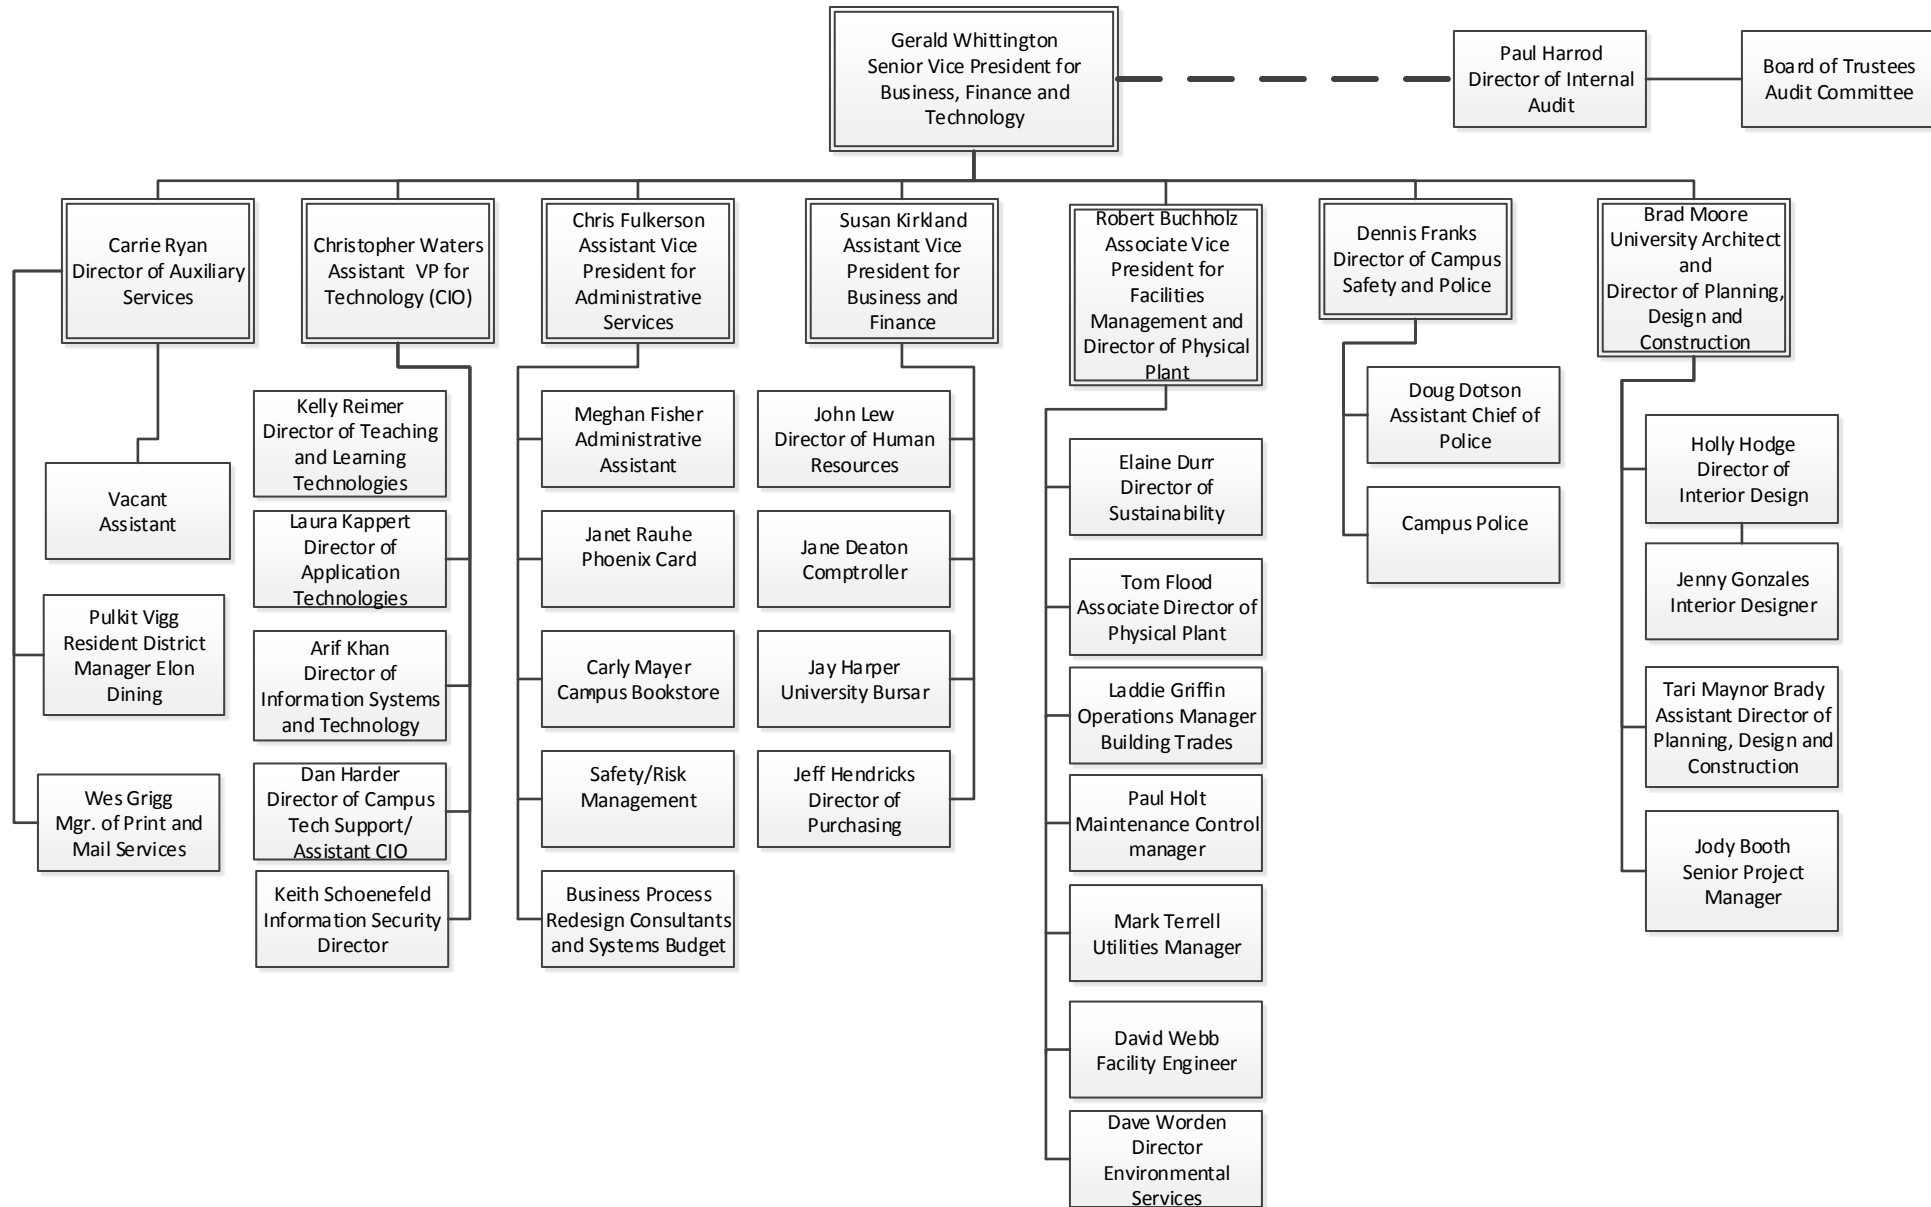 Gerald Whittington
Senior Vice President for
Business, Finance and
Technology
Paul Harrod
Director of Internal
Audit
Board of Trustees
Audit Committee
Carrie Ryan
Director of Auxiliary
Services
Christopher Waters
Assistant VP for
Technology (CIO)
Chris Fulkerson
Assistant Vice
President for
Administrative
Services
Susan Kirkland
Assistant Vice
President for
Business and
Finance
Robert Buchholz
Associate Vice
President for
Facilities
Management and
Director of Physical
Plant
Dennis Franks
Director of Campus
Safety and Police
Brad Moore
University Architect
and
Director of Planning,
Design and
Construction
Vacant
Assistant
Pulkit Vigg
Resident District
Manager Elon
Dining
Wes Grigg
Mgr. of Print and
Mail Services
Kelly Reimer
Director of Teaching
and Learning
Technologies
Laura Kappert
Director of
Application
Technologies
Arif Khan
Director of
Information Systems
and Technology
Dan Harder
Director of Campus
Tech Support/
Assistant CIO
Keith Schoenefeld
Information Security
Director
Meghan Fisher
Administrative
Assistant
Janet Rauhe
Phoenix Card
Carly Mayer
Campus Bookstore
Safety/Risk
Management
Business Process
Redesign Consultants
and Systems Budget
John Lew
Director of Human
Resources
Jane Deaton
Comptroller
Jay Harper
University Bursar
Jeff Hendricks
Director of
Purchasing
Elaine Durr
Director of
Sustainability
Tom Flood
Associate Director of
Physical Plant
Laddie Griffin
Operations Manager
Building Trades
Paul Holt
Maintenance Control
manager
Mark Terrell
Utilities Manager
David Webb
Facility Engineer
Dave Worden
Director
Environmental
Services
Doug Dotson
Assistant Chief of
Police
Campus Police
Holly Hodge
Director of
Interior Design
Jenny Gonzales
Interior Designer
Tari Maynor Brady
Assistant Director of
Planning, Design and
Construction
Jody Booth
Senior Project
Manager